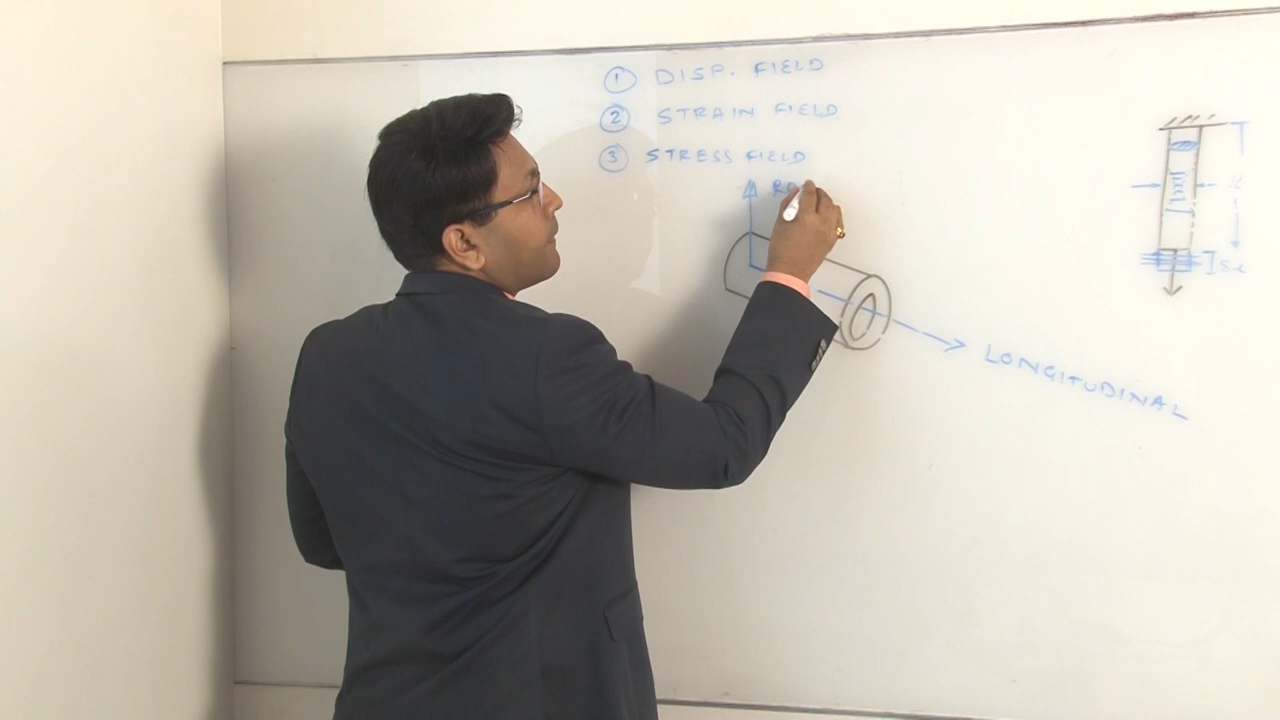 ① DISP. FIELD
② STRAIN FIELD
③ STRESS FIELD
LONGITUDINAL